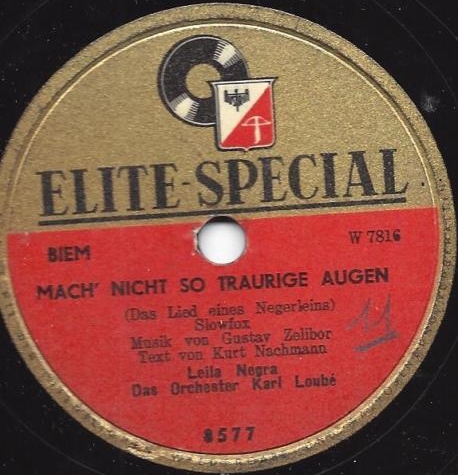 ELITE-SPECIAL
BIEM
W 7816
MACH' NICHT SO TRAURIGE AUGEN
(Das Lied eines Negerleins)
Slowfox
Musik von Gustav Zelibor
Text von Kurt Nachmann
Leila Negra
Das Orchester Karl Loubé
8577
11